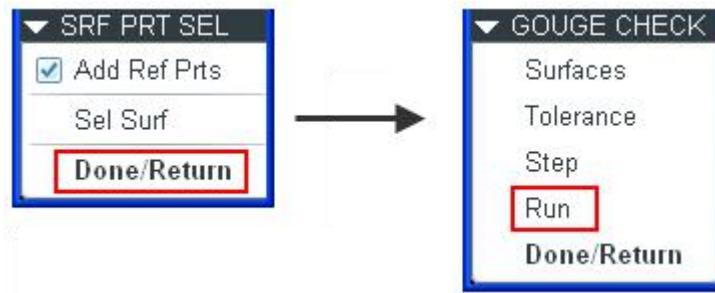 SRF PRT SEL
Add Ref Prts
Sel Surf
Done/Return
GOUGE CHECK
Surfaces
Tolerance
Step
Run
Done/Return